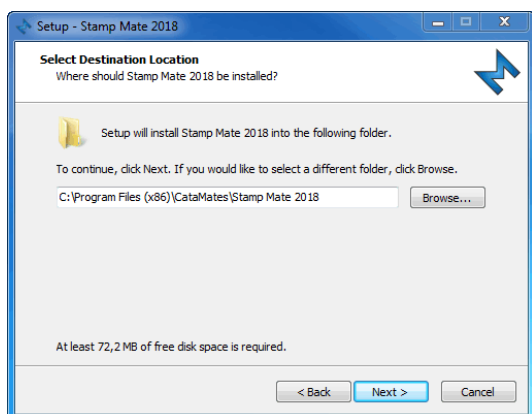 Setup - Stamp Mate 2018
Select Destination Location
Where should Stamp Mate 2018 be installed?
Setup will install Stamp Mate 2018 into the following folder.
To continue, click Next. If you would like to select a different folder, click Browse.
C:\Program Files (x86)\CataMates\Stamp Mate 2018
Browse...
At least 72,2 MB of free disk space is required.
< Back Next > Cancel